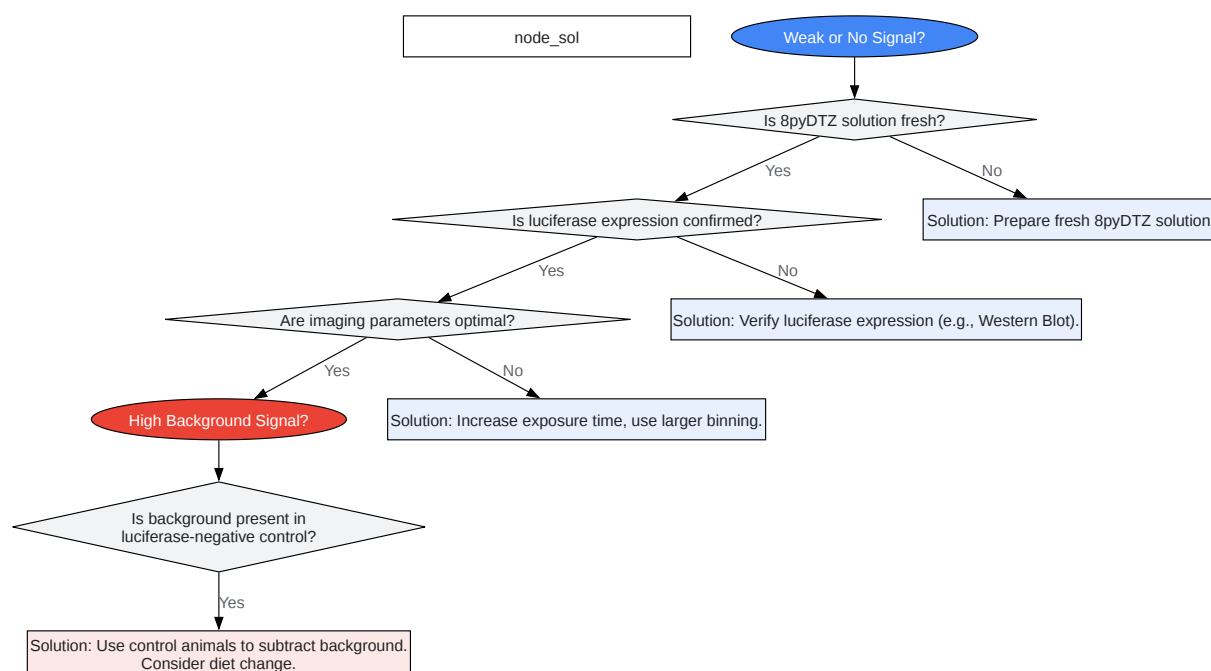 node_sol
Weak or No Signal?
Is 8pyDTZ solution fresh?
Yes
No
Is luciferase expression confirmed?
Solution: Prepare fresh 8pyDTZ solution
Yes
No
Are imaging parameters optimal?
Solution: Verify luciferase expression (e.g., Western Blot).
Yes
No
High Background Signal?
Solution: Increase exposure time, use larger binning.
Is background present in
luciferase-negative control?
Yes
Solution: Use control animals to subtract background.
Consider diet change.